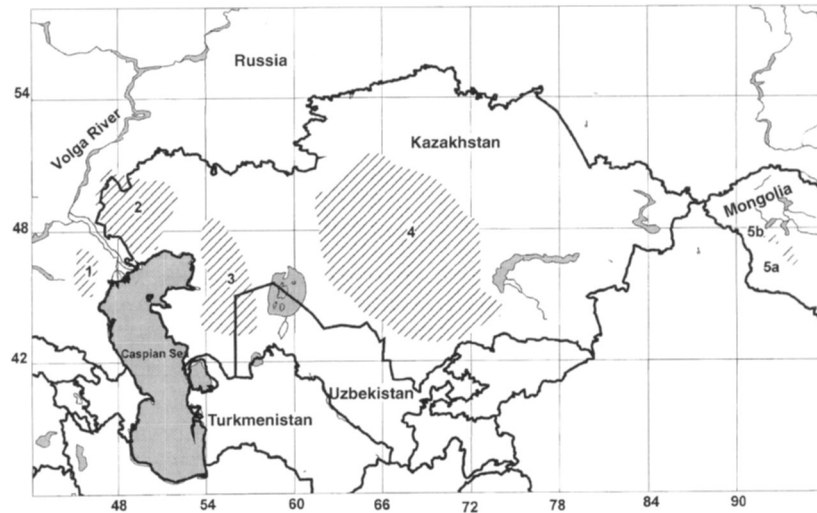 Russia
54
Volga River
Kazakhstan
2
Mongolia
48
4
5b
1
3
5a
Caspian Se
42
Uzbekistan
Turkmenistan
48 54 60 66 72 78 84 90